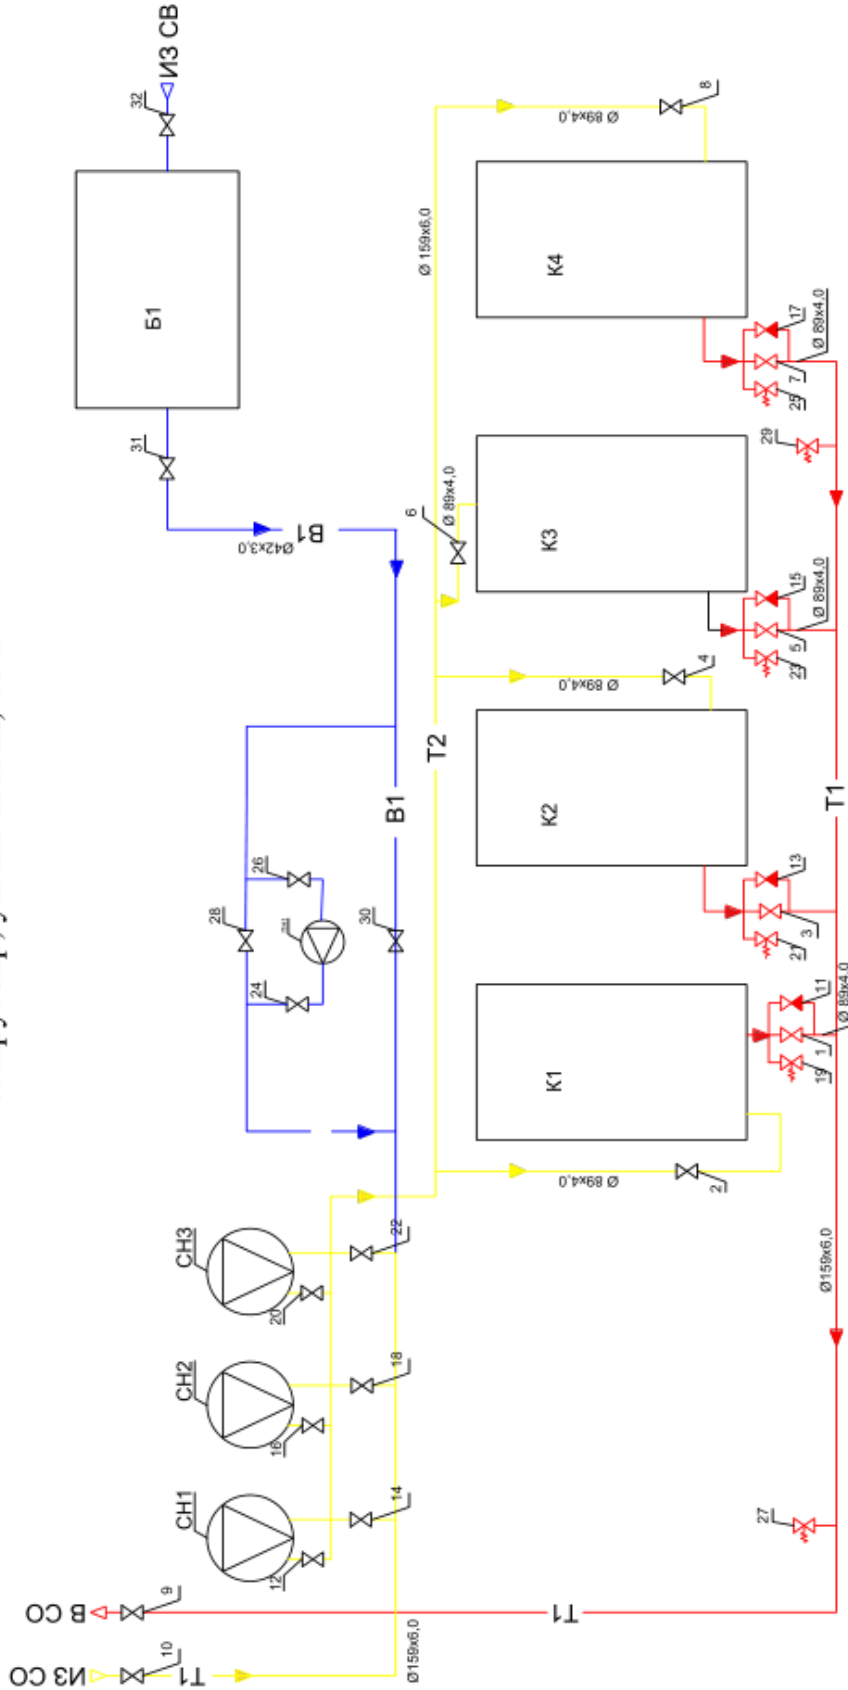 ИЗ СВ
32
Б1
31
В1
Ø42х3,0
28
26
24
30
В1
Т2
Ø 159х6,0
8
Ø 89х4,0
К4
17
7
25
Ø 89х4,0
29
6
Ø 89х4,0
К3
15
5
23
Ø 89х4,0
4
Ø 89х4,0
К2
13
3
21
Т1
К1
11
1
19
Ø 89х4,0
2
Ø 89х4,0
СН3
22
20
СН2
18
16
СН1
14
12
Ø159х6,0
27
9
В СО
Т1
10
ИЗ СО
Т1
Ø159х6,0